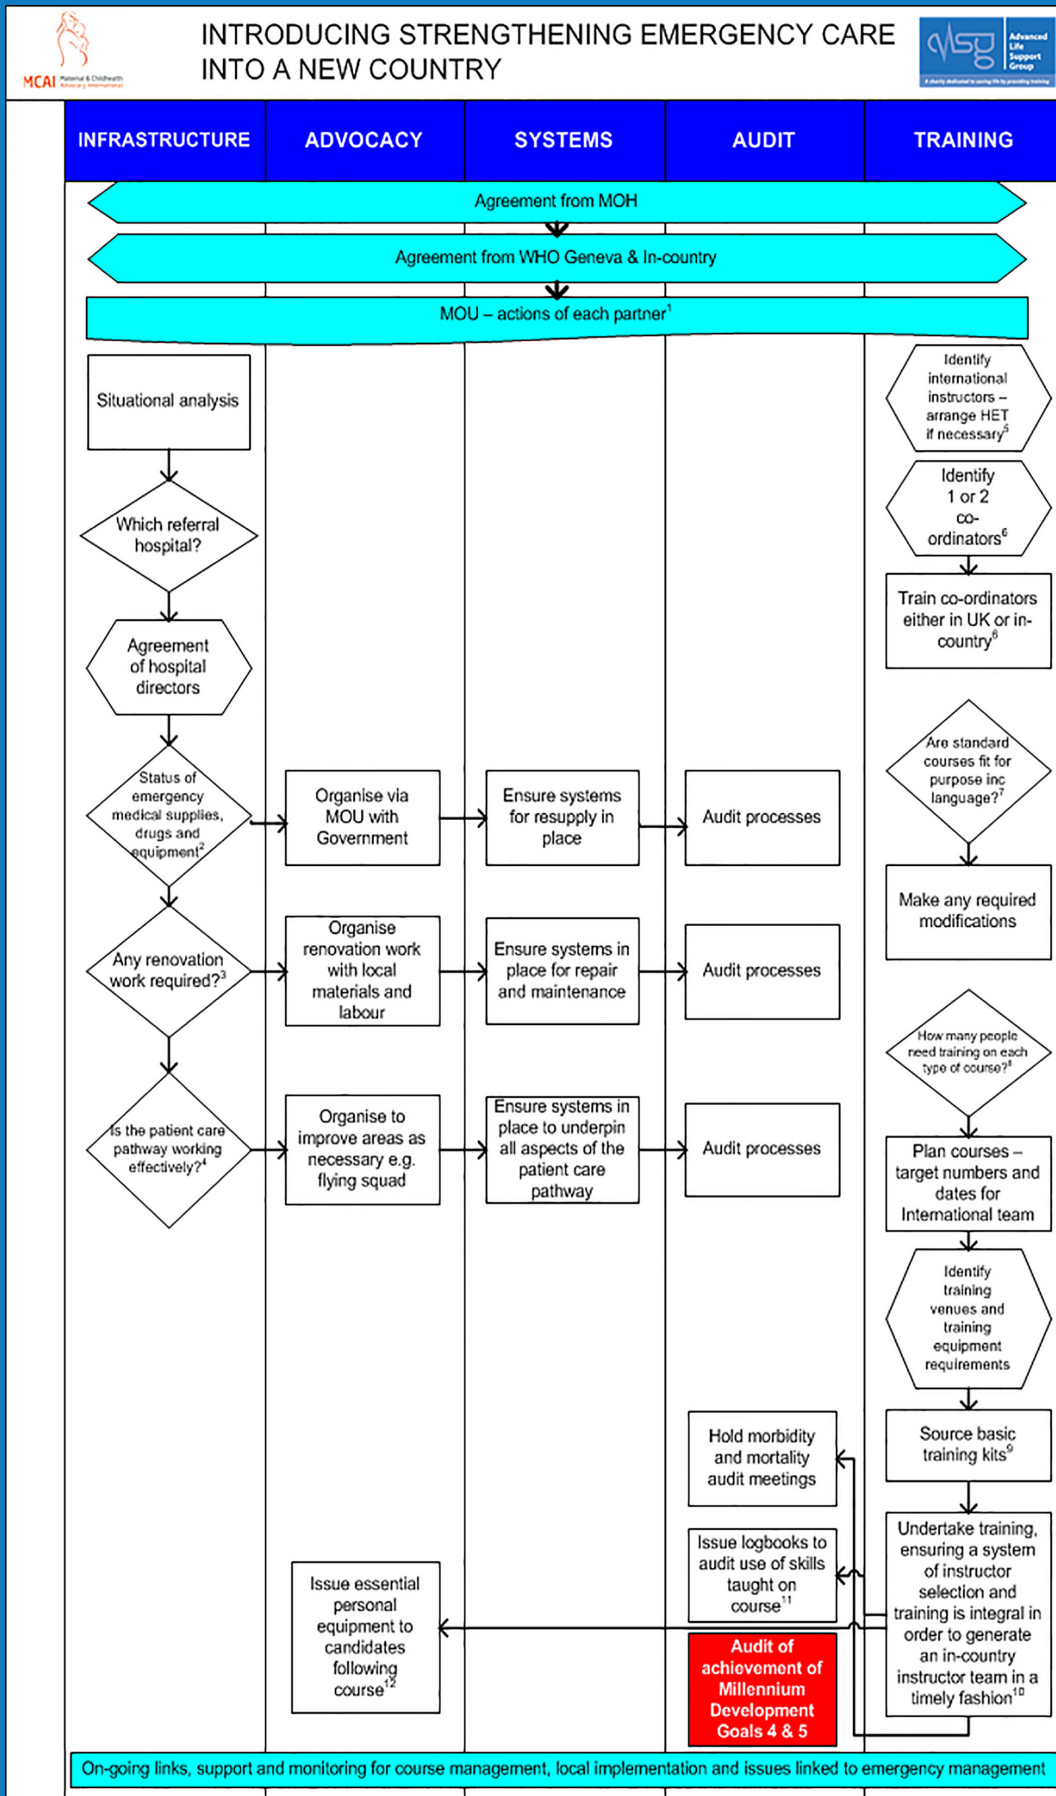 INTRODUCING STRENGTHENING EMERGENCY CARE
INTO A NEW COUNTRY
MCAI Maternal & Childhealth
Advocacy International
alsg Advanced
Life
Support
Group
A charity dedicated to saving life by providing training
INFRASTRUCTURE
ADVOCACY
SYSTEMS
AUDIT
TRAINING
Agreement from MOH
Agreement from WHO Geneva & In-country
MOU – actions of each partner¹
Situational analysis
Which referral
hospital?
Agreement
of hospital
directors
Status of
emergency
medical supplies,
drugs and
equipment²
Organise via
MOU with
Government
Ensure systems
for resupply in
place
Audit processes
Any renovation
work required?³
Organise
renovation work
with local
materials and
labour
Ensure systems in
place for repair
and maintenance
Audit processes
Is the patient care
pathway working
effectively?⁴
Organise to
improve areas as
necessary e.g.
flying squad
Ensure systems in
place to underpin
all aspects of the
patient care
pathway
Audit processes
Identify
international
instructors –
arrange HET
if necessary⁵
Identify
1 or 2
co-
ordinators⁶
Train co-ordinators
either in UK or in-
country⁶
Are standard
courses fit for
purpose inc
language?⁷
Make any required
modifications
How many people
need training on each
type of course?⁸
Plan courses –
target numbers and
dates for
International team
Identify
training
venues and
training
equipment
requirements
Source basic
training kits⁹
Undertake training,
ensuring a system
of instructor
selection and
training is integral in
order to generate
an in-country
instructor team in a
timely fashion¹⁰
Hold morbidity
and mortality
audit meetings
Issue logbooks to
audit use of skills
taught on
course¹¹
Issue essential
personal
equipment to
candidates
following
course¹²
Audit of
achievement of
Millennium
Development
Goals 4 & 5
On-going links, support and monitoring for course management, local implementation and issues linked to emergency management